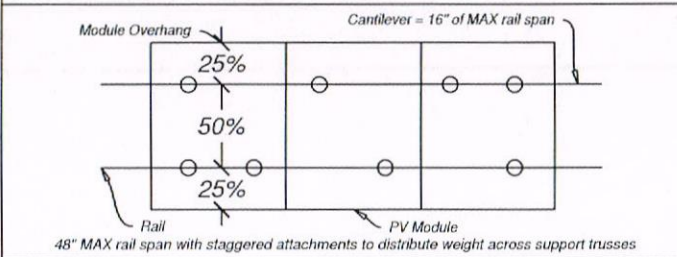 Cantilever = 16" of MAX rail span
Module Overhang
25%
50%
25%
Rail
PV Module
48" MAX rail span with staggered attachments to distribute weight across support trusses